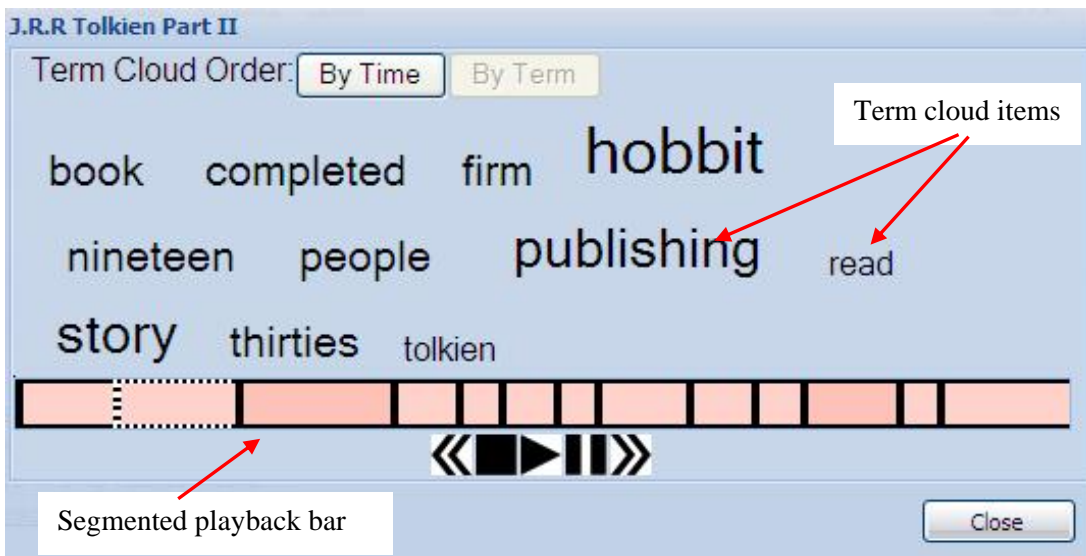 J.R.R Tolkien Part II
Term Cloud Order: By Time By Term
Term cloud items
book completed firm hobbit
nineteen people publishing read
story thirties tolkien
Segmented playback bar
Close